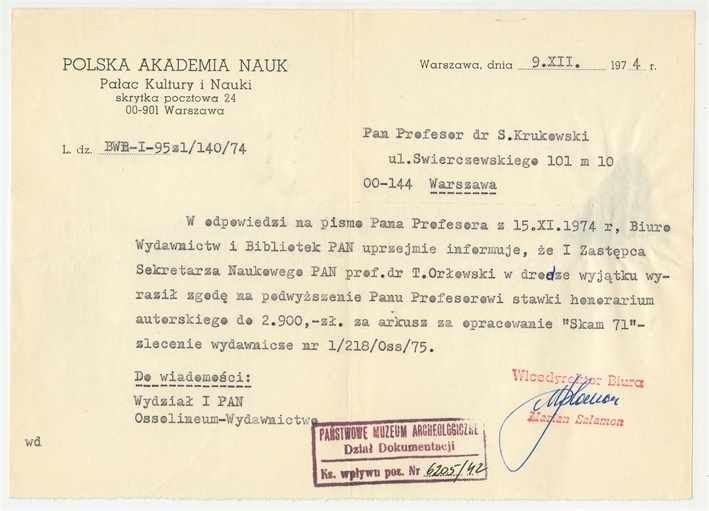 POLSKA AKADEMIA NAUK
Pałac Kultury i Nauki
skrytka pocztowa 24
00-901 Warszawa
Warszawa, dnia 9.XII. 1974 r.
L. dz. BWB-I-95z1/140/74
Pan Profesor dr S.Krukowski
ul.Swierczewskiego 101 m 10
00-144 Warszawa
W odpowiedzi na pismo Pana Profesora z 15.XI.1974 r, Biuro
Wydawnictw i Bibliotek PAN uprzejmie informuje, że I Zastępca
Sekretarza Naukowego PAN prof.dr T.Orłowski w drodze wyjątku wy-
raził zgodę na podwyższenie Panu Profesorowi stawki honorarium
autorskiego do 2.900,-zł. za arkusz za opracowanie "Skam 71"-
zlecenie wydawnicze nr 1/218/Oss/75.
Do wiadomości:
Wydział I PAN
Ossolineum-Wydawnictwo
wd
Wicedyrektor Biura
Marian Salamon
PAŃSTWOWE MUZEUM ARCHEOLOGICZNE
Dział Dokumentacji
Ks. wpływu poz. Nr 6205/42